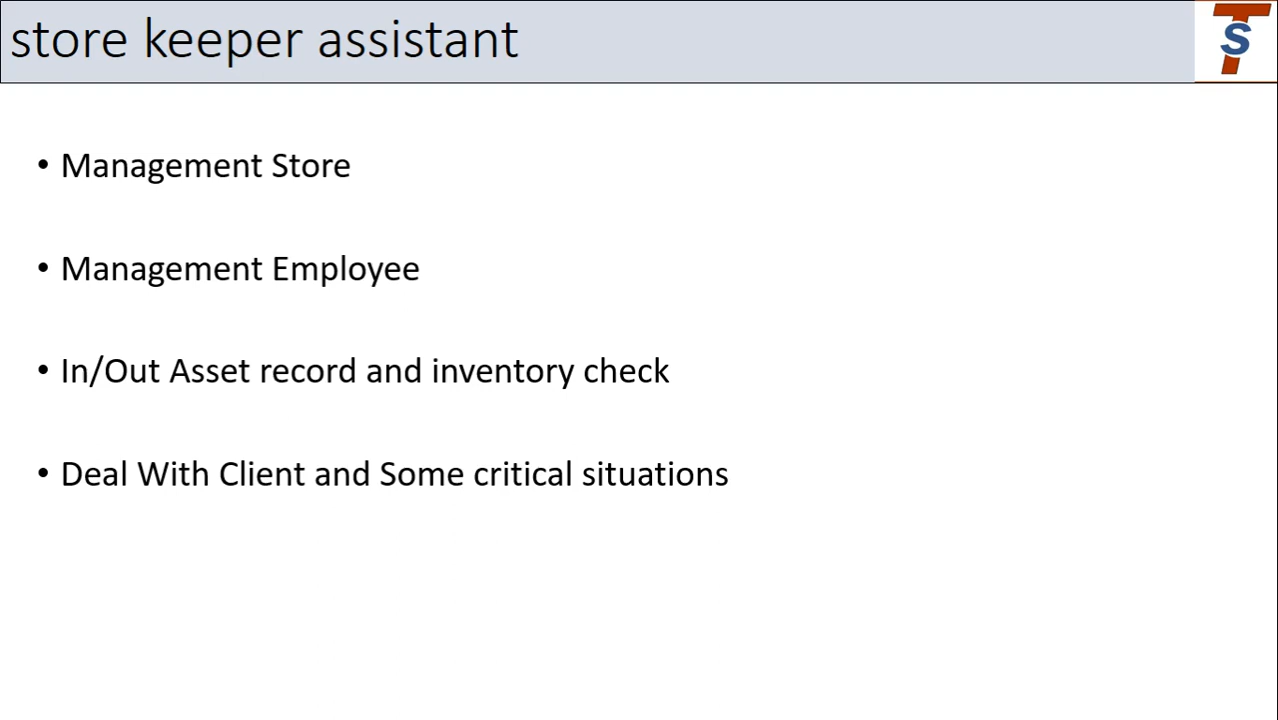 store keeper assistant
TS
• Management Store
• Management Employee
• In/Out Asset record and inventory check
• Deal With Client and Some critical situations